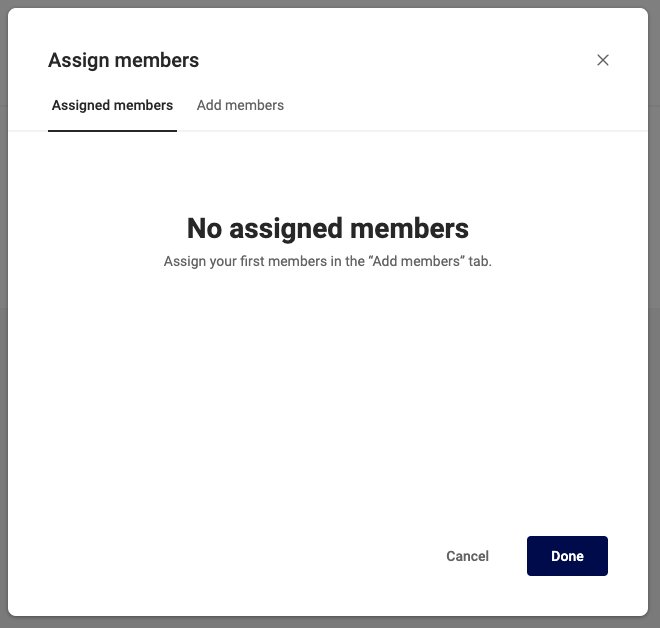 Assign members
Assigned members Add members
No assigned members
Assign your first members in the “Add members” tab.
Cancel Done